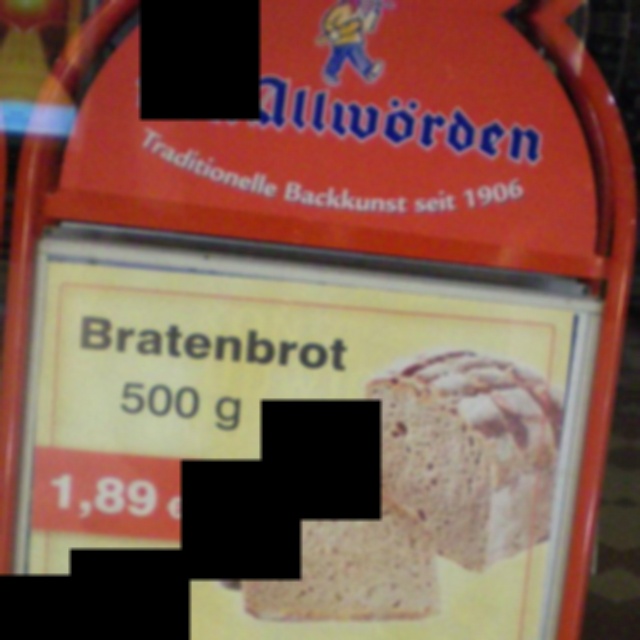 Allwörden
Traditionelle Backkunst seit 1906
Bratenbrot
500 g
1,89 €